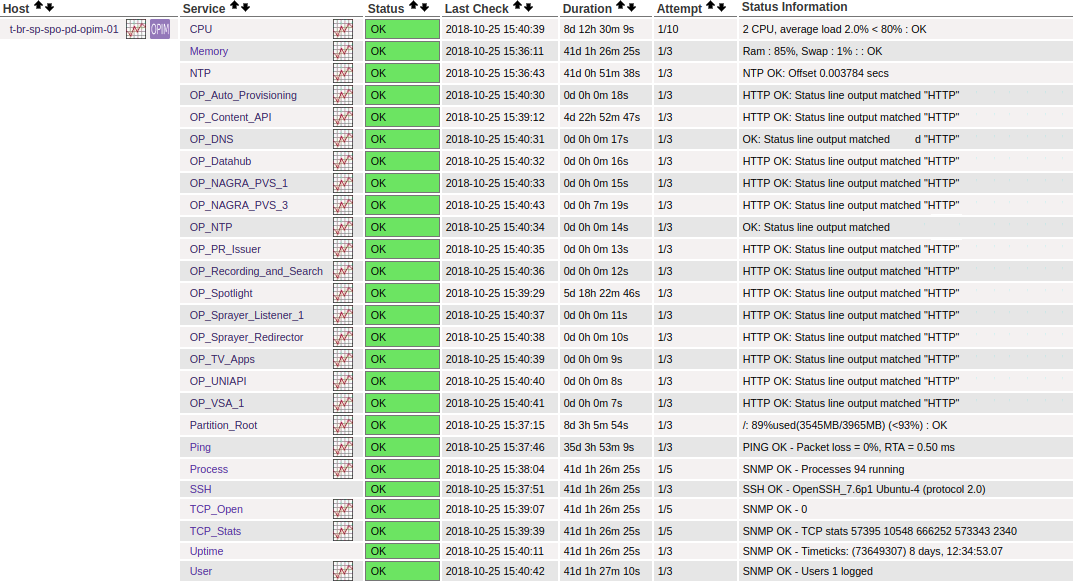 Host Service Status Last Check Duration Attempt Status Information
t-br-sp-spo-pd-opim-01 OPIM CPU OK 2018-10-25 15:40:39 8d 12h 30m 9s 1/10 2 CPU, average load 2.0% < 80% : OK
Memory OK 2018-10-25 15:36:11 41d 1h 26m 25s 1/3 Ram : 85%, Swap : 1% : : OK
NTP OK 2018-10-25 15:36:43 41d 0h 51m 38s 1/3 NTP OK: Offset 0.003784 secs
OP_Auto_Provisioning OK 2018-10-25 15:40:30 0d 0h 0m 18s 1/3 HTTP OK: Status line output matched "HTTP"
OP_Content_API OK 2018-10-25 15:39:12 4d 22h 52m 47s 1/3 HTTP OK: Status line output matched "HTTP"
OP_DNS OK 2018-10-25 15:40:31 0d 0h 0m 17s 1/3 OK: Status line output matched d "HTTP"
OP_Datahub OK 2018-10-25 15:40:32 0d 0h 0m 16s 1/3 HTTP OK: Status line output matched "HTTP"
OP_NAGRA_PVS_1 OK 2018-10-25 15:40:33 0d 0h 0m 15s 1/3 HTTP OK: Status line output matched "HTTP"
OP_NAGRA_PVS_3 OK 2018-10-25 15:40:43 0d 0h 7m 19s 1/3 HTTP OK: Status line output matched "HTTP"
OP_NTP OK 2018-10-25 15:40:34 0d 0h 0m 14s 1/3 OK: Status line output matched
OP_PR_Issuer OK 2018-10-25 15:40:35 0d 0h 0m 13s 1/3 HTTP OK: Status line output matched "HTTP"
OP_Recording_and_Search OK 2018-10-25 15:40:36 0d 0h 0m 12s 1/3 HTTP OK: Status line output matched "HTTP"
OP_Spotlight OK 2018-10-25 15:39:29 5d 18h 22m 46s 1/3 HTTP OK: Status line output matched "HTTP"
OP_Sprayer_Listener_1 OK 2018-10-25 15:40:37 0d 0h 0m 11s 1/3 HTTP OK: Status line output matched "HTTP"
OP_Sprayer_Redirector OK 2018-10-25 15:40:38 0d 0h 0m 10s 1/3 HTTP OK: Status line output matched "HTTP"
OP_TV_Apps OK 2018-10-25 15:40:39 0d 0h 0m 9s 1/3 HTTP OK: Status line output matched "HTTP"
OP_UNIAPI OK 2018-10-25 15:40:40 0d 0h 0m 8s 1/3 HTTP OK: Status line output matched "HTTP"
OP_VSA_1 OK 2018-10-25 15:40:41 0d 0h 0m 7s 1/3 HTTP OK: Status line output matched "HTTP"
Partition_Root OK 2018-10-25 15:37:15 8d 3h 5m 54s 1/3 /: 89%used(3545MB/3965MB) (<93%) : OK
Ping OK 2018-10-25 15:37:46 35d 3h 53m 9s 1/3 PING OK - Packet loss = 0%, RTA = 0.50 ms
Process OK 2018-10-25 15:38:04 41d 1h 26m 25s 1/5 SNMP OK - Processes 94 running
SSH OK 2018-10-25 15:37:51 41d 1h 26m 25s 1/3 SSH OK - OpenSSH_7.6p1 Ubuntu-4 (protocol 2.0)
TCP_Open OK 2018-10-25 15:39:07 41d 1h 26m 25s 1/5 SNMP OK - 0
TCP_Stats OK 2018-10-25 15:39:39 41d 1h 26m 25s 1/5 SNMP OK - TCP stats 57395 10548 666252 573343 2340
Uptime OK 2018-10-25 15:40:11 41d 1h 26m 25s 1/3 SNMP OK - Timeticks: (73649307) 8 days, 12:34:53.07
User OK 2018-10-25 15:40:42 41d 1h 27m 10s 1/3 SNMP OK - Users 1 logged